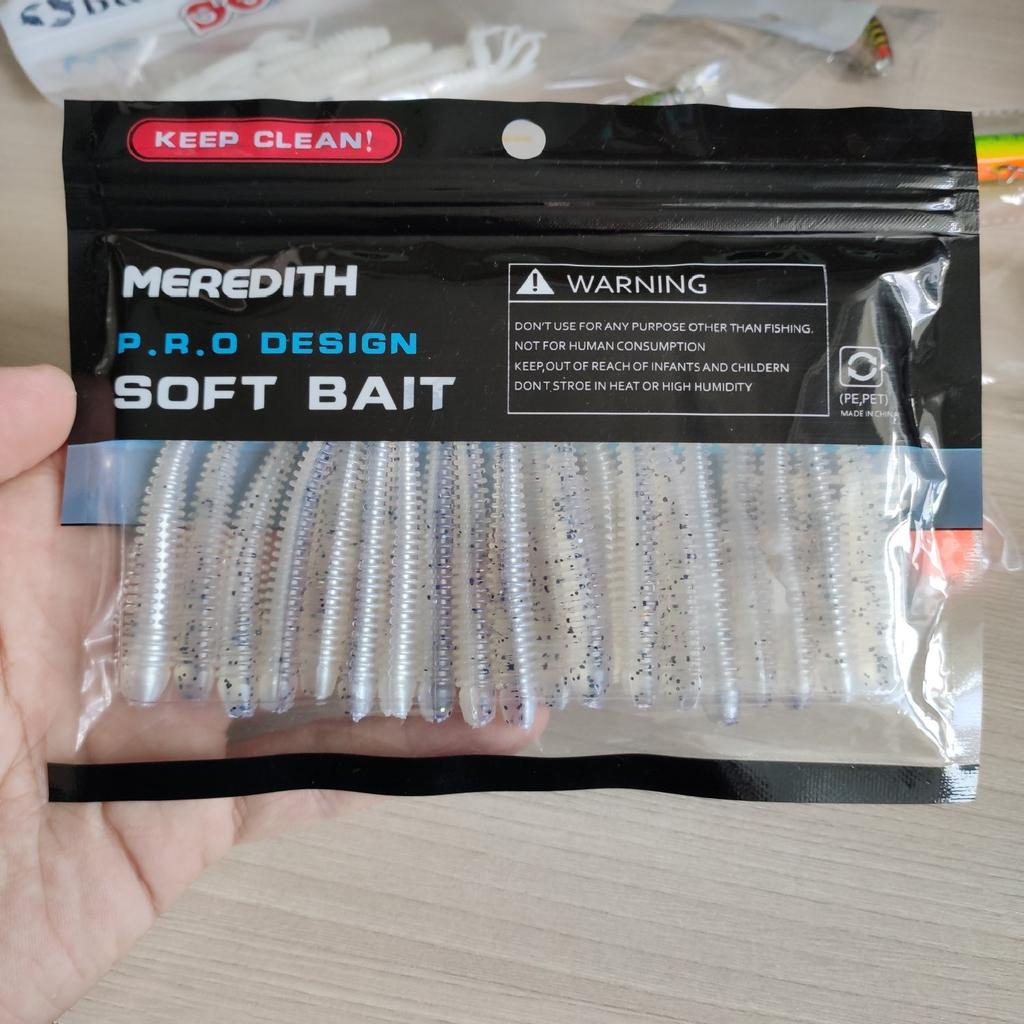 KEEP CLEAN!
MEREDITH
P.R.O DESIGN
SOFT BAIT
WARNING
DON'T USE FOR ANY PURPOSE OTHER THAN FISHING.
NOT FOR HUMAN CONSUMPTION
KEEP,OUT OF REACH OF INFANTS AND CHILDERN
DON T STROE IN HEAT OR HIGH HUMIDITY
(PE,PET)
MADE IN CHINA